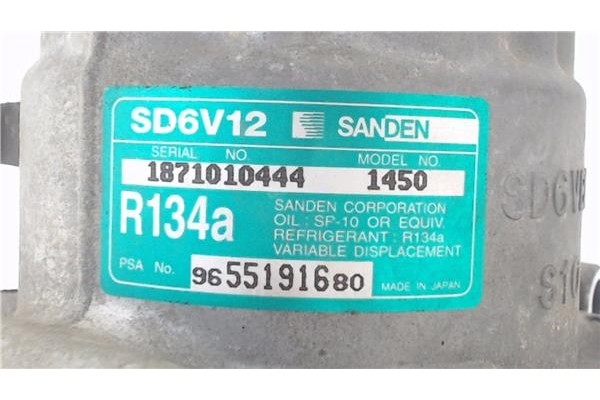 SD6V12 SANDEN
SERIAL NO. MODEL NO.
1871010444 1450
R134a
SANDEN CORPORATION
OIL : SP-10 OR EQUIV.
REFRIGERANT : R134a
VARIABLE DISPLACEMENT
PSA No. 9655191680
MADE IN JAPAN
SD6V12